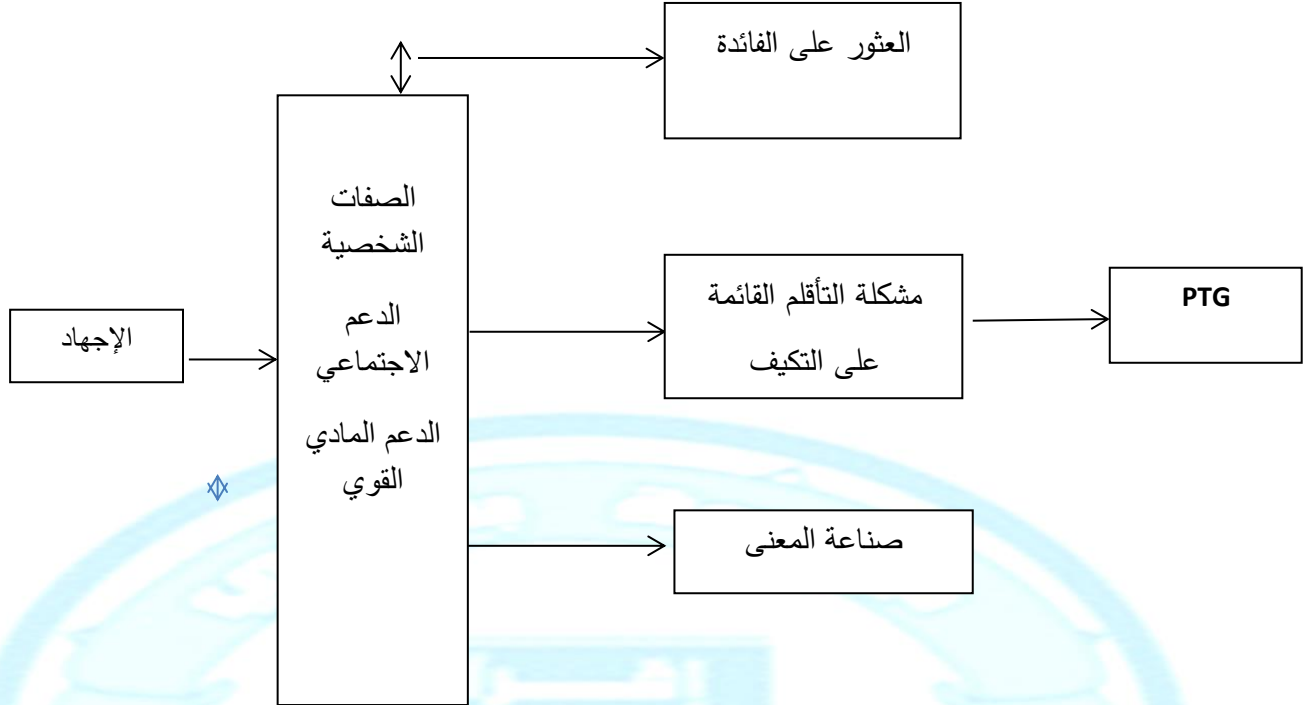 العثور على الفائدة
الصفات
الشخصية
الدعم
الاجتماعي
الدعم المادي
القوي
الإجهاد
مشكلة التأقلم القائمة
على التكيف
PTG
صناعة المعنى